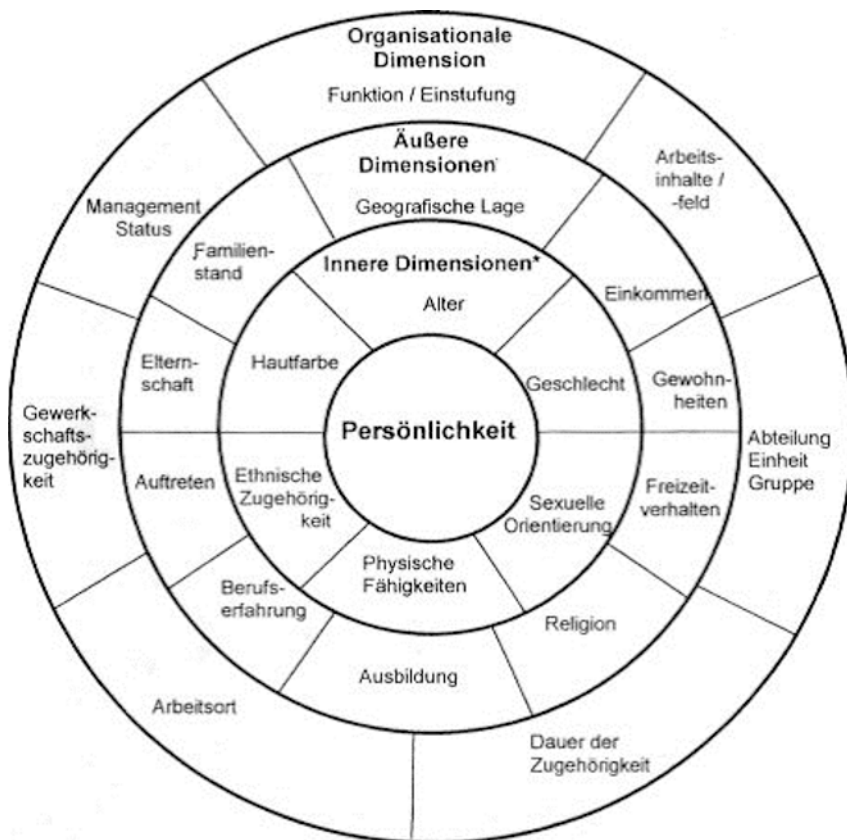 Organisationale
Dimension
Funktion / Einstufung
Arbeits-
inhalte /
-feld
Abteilung
Einheit
Gruppe
Dauer der
Zugehörigkeit
Arbeitsort
Gewerk-
schafts-
zugehörig-
keit
Management
Status
Äußere
Dimensionen
Geografische Lage
Einkommen
Gewohn-
heiten
Freizeit-
verhalten
Religion
Ausbildung
Berufs-
erfahrung
Auftreten
Eltern-
schaft
Familien-
stand
Innere Dimensionen*
Alter
Geschlecht
Sexuelle
Orientierung
Physische
Fähigkeiten
Ethnische
Zugehörig-
keit
Hautfarbe
Persönlichkeit